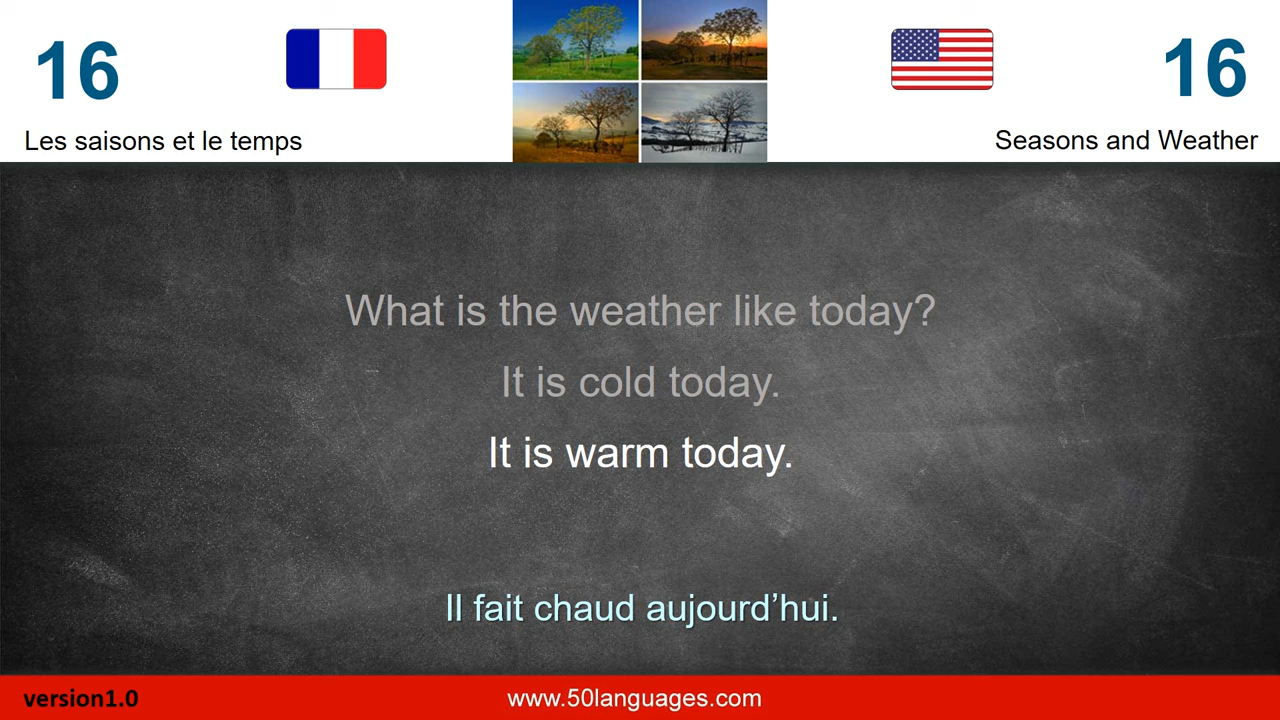 16
16
Les saisons et le temps
Seasons and Weather
What is the weather like today?
It is cold today.
It is warm today.
Il fait chaud aujourd’hui.
version1.0
www.50languages.com